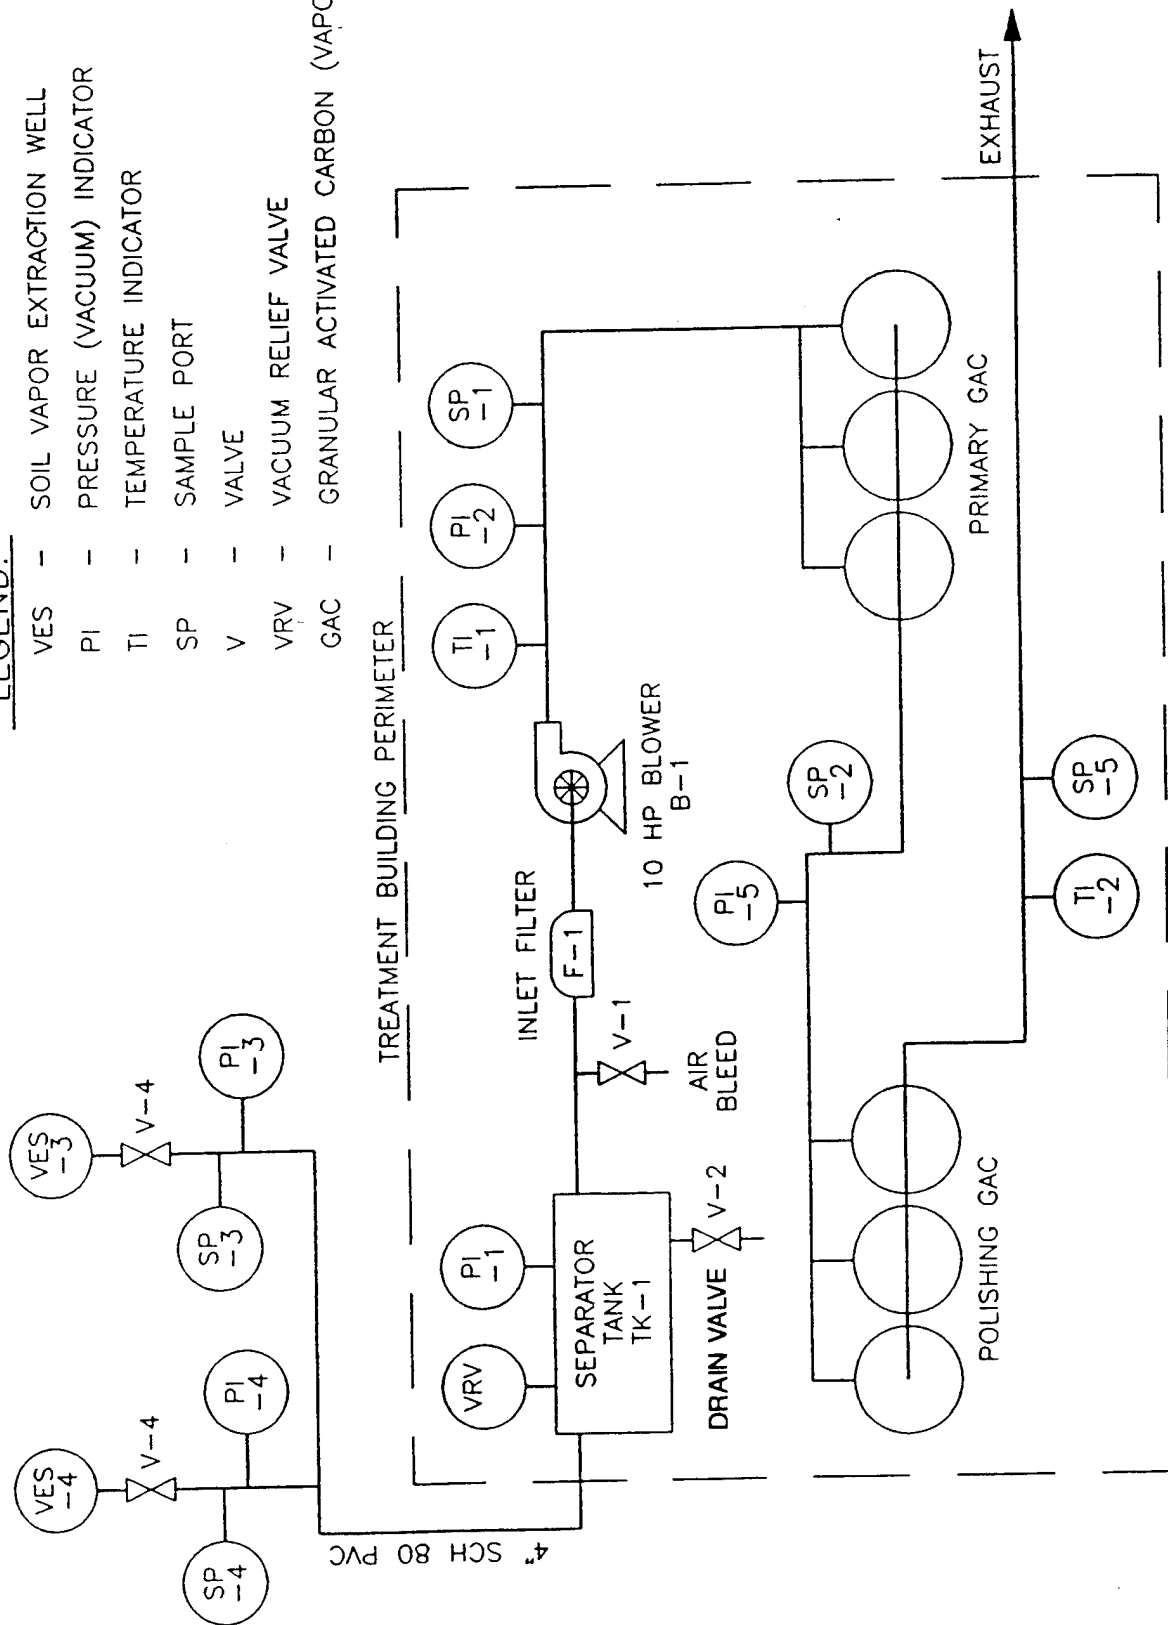 LEGEND:
VES - SOIL VAPOR EXTRACTION WELL
PI - PRESSURE (VACUUM) INDICATOR
TI - TEMPERATURE INDICATOR
SP - SAMPLE PORT
V - VALVE
VRV - VACUUM RELIEF VALVE
GAC - GRANULAR ACTIVATED CARBON (VAPO
VES
-4
V-4
PI
-4
SP
-4
VES
-3
V-4
PI
-3
SP
-3
4" SCH 80 PVC
TREATMENT BUILDING PERIMETER
VRV
PI
-1
SEPARATOR
TANK
TK-1
DRAIN VALVE
V-2
INLET FILTER
F-1
V-1
AIR
BLEED
10 HP BLOWER
B-1
TI
-1
PI
-2
SP
-1
PI
-5
SP
-2
PRIMARY GAC
POLISHING GAC
TI
-2
SP
-5
EXHAUST